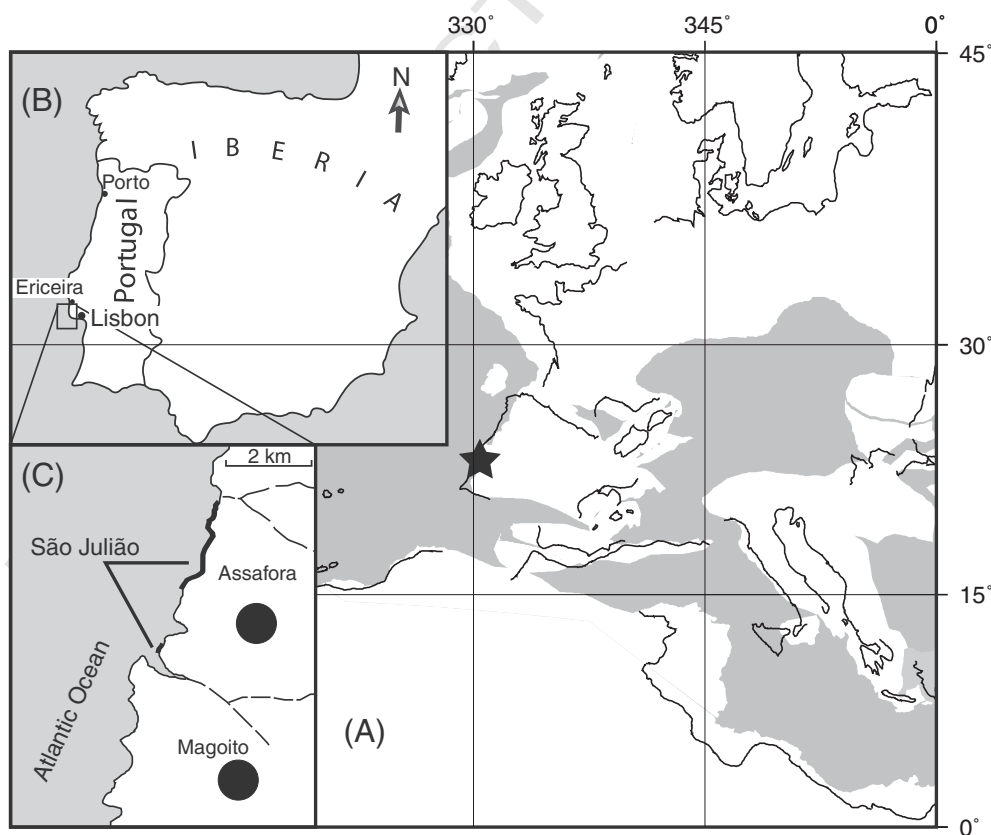 330° 345° 0°
45°
(B)
N
I B E R I A
Porto
Portugal
Ericeira
Lisbon
30°
(C)
2 km
São Julião
Assafora
15°
Atlantic Ocean
(A)
Magoito
0°